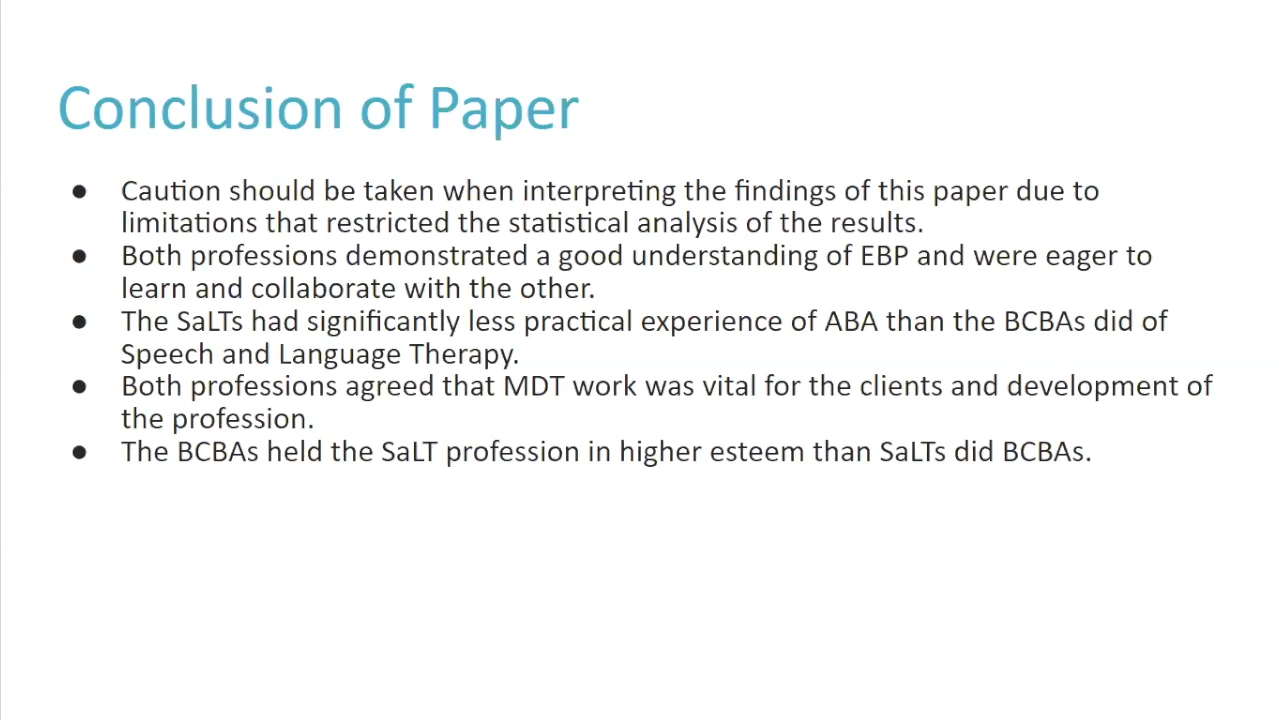 Conclusion of Paper
● Caution should be taken when interpreting the findings of this paper due to
limitations that restricted the statistical analysis of the results.
● Both professions demonstrated a good understanding of EBP and were eager to
learn and collaborate with the other.
● The SaLTs had significantly less practical experience of ABA than the BCBAs did of
Speech and Language Therapy.
● Both professions agreed that MDT work was vital for the clients and development of
the profession.
● The BCBAs held the SaLT profession in higher esteem than SaLTs did BCBAs.